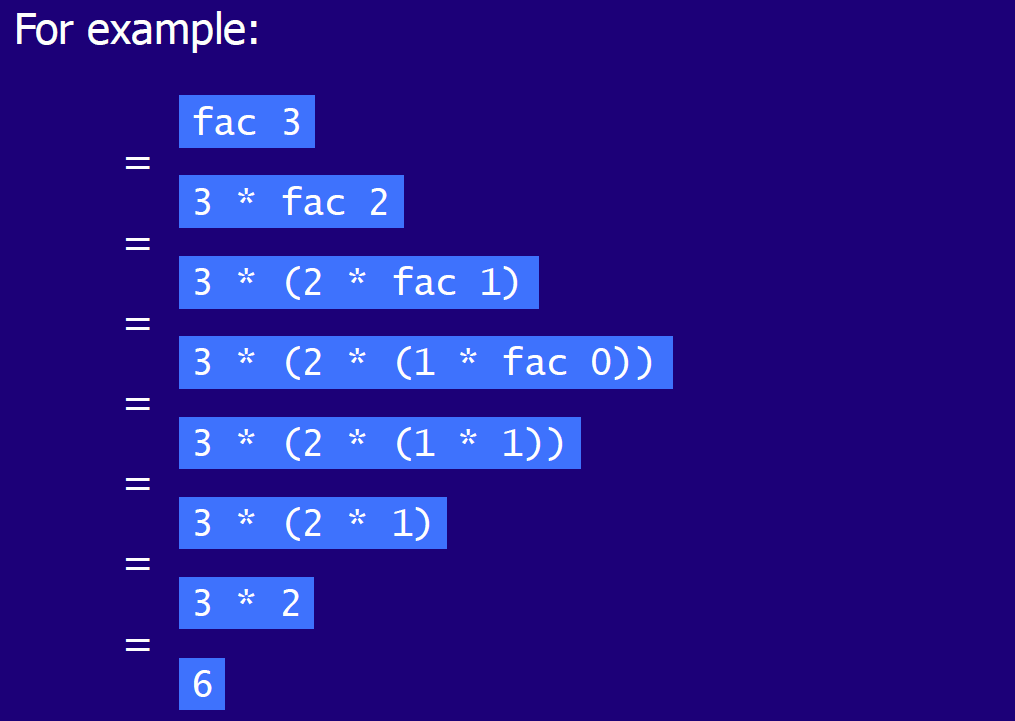 For example:
fac 3
=
3 * fac 2
=
3 * (2 * fac 1)
=
3 * (2 * (1 * fac 0))
=
3 * (2 * (1 * 1))
=
3 * (2 * 1)
=
3 * 2
=
6